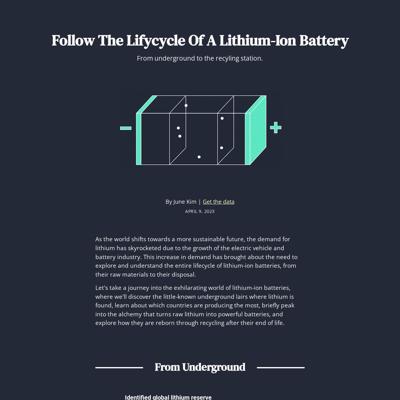 Follow The Lifycycle Of A Lithium-Ion Battery
From underground to the recyling station.
By June Kim | Get the data
APRIL 9, 2023
As the world shifts towards a more sustainable future, the demand for
lithium has skyrocketed due to the growth of the electric vehicle and
battery industry. This increase in demand has brought about the need to
explore and understand the entire lifecycle of lithium-ion batteries, from
their raw materials to their disposal.
Let's take a journey into the exhilarating world of lithium-ion batteries,
where we'll discover the little-known underground lairs where lithium is
found, learn about which countries are producing the most, briefly peak
into the alchemy that turns raw lithium into powerful batteries, and
explore how they are reborn through recycling after their end of life.
From Underground
Identified global lithium reserve